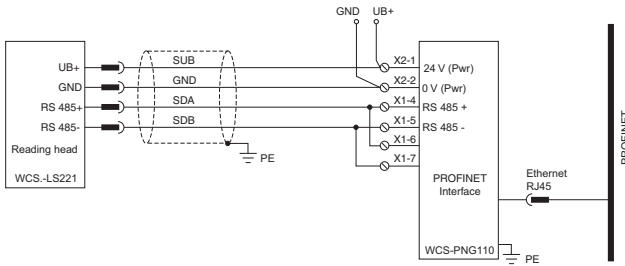 GND UB+
UB+
GND
RS 485+
RS 485-
Reading head
WCS.-LS221
SUB
GND
SDA
SDB
PE
X2-1
X2-2
X1-4
X1-5
X1-6
X1-7
24 V (Pwr)
0 V (Pwr)
RS 485 +
RS 485 -
PROFINET
Interface
WCS-PNG110
PE
Ethernet
RJ45
PROFINET